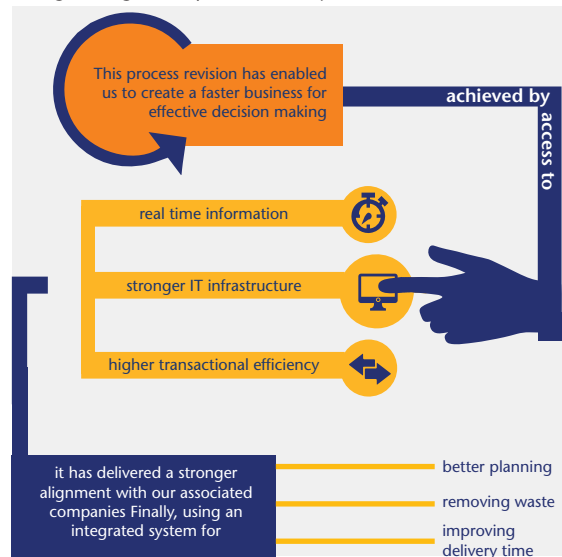 This process revision has enabled
us to create a faster business for
effective decision making
achieved by
access to
real time information
stronger IT infrastructure
higher transactional efficiency
it has delivered a stronger
alignment with our associated
companies Finally, using an
integrated system for
better planning
removing waste
improving
delivery time